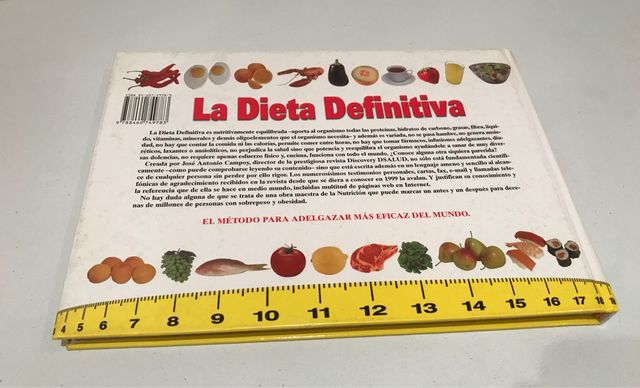 La Dieta Definitiva
La Dieta Definitiva es nutritivamente equilibrada -aporta al organismo todas las proteínas, hidratos de carbono, grasas, fibra, líqui-
do, vitaminas, minerales y demás oligoelementos que el organismo necesita- y además es variada, no se pasa hambre, no genera ansie-
dad, no hay que contar la comida ni las calorías, permite comer entre horas, no hay que tomar fármacos, infusiones adelgazantes, diu-
réticos, laxantes o ansiolíticos, no perjudica la salud sino que potencia y reequilibra el organismo ayudándole a sanar de muy diver-
sas dolencias, no requiere apenas esfuerzo físico y, encima, funciona con todo el mundo. ¿Conoce alguna otra siquiera parecida?
Creada por José Antonio Campoy, director de la prestigiosa revista Discovery DSALUD, no sólo está fundamentada científi-
camente -como puede comprobarse leyendo su contenido- sino que está escrita además en un lenguaje ameno y sencillo al alcan-
ce de cualquier persona sin perder por ello rigor. Los numerosísimos testimonios personales, cartas, fax, e-mail y llamadas tele-
fónicas de agradecimiento recibidos en la revista desde que se diera a conocer en 1999 la avalan. Y justifican su conocimiento y
la referencia que de ella se hace en medio mundo, incluidas multitud de páginas web en Internet.
No hay duda alguna de que se trata de una obra maestra de la Nutrición que puede marcar un antes y un después para dece-
nas de millones de personas con sobrepeso y obesidad.
EL MÉTODO PARA ADELGAZAR MÁS EFICAZ DEL MUNDO.
4 5 6 7 8 9 10 11 12 13 14 15 16 17 18